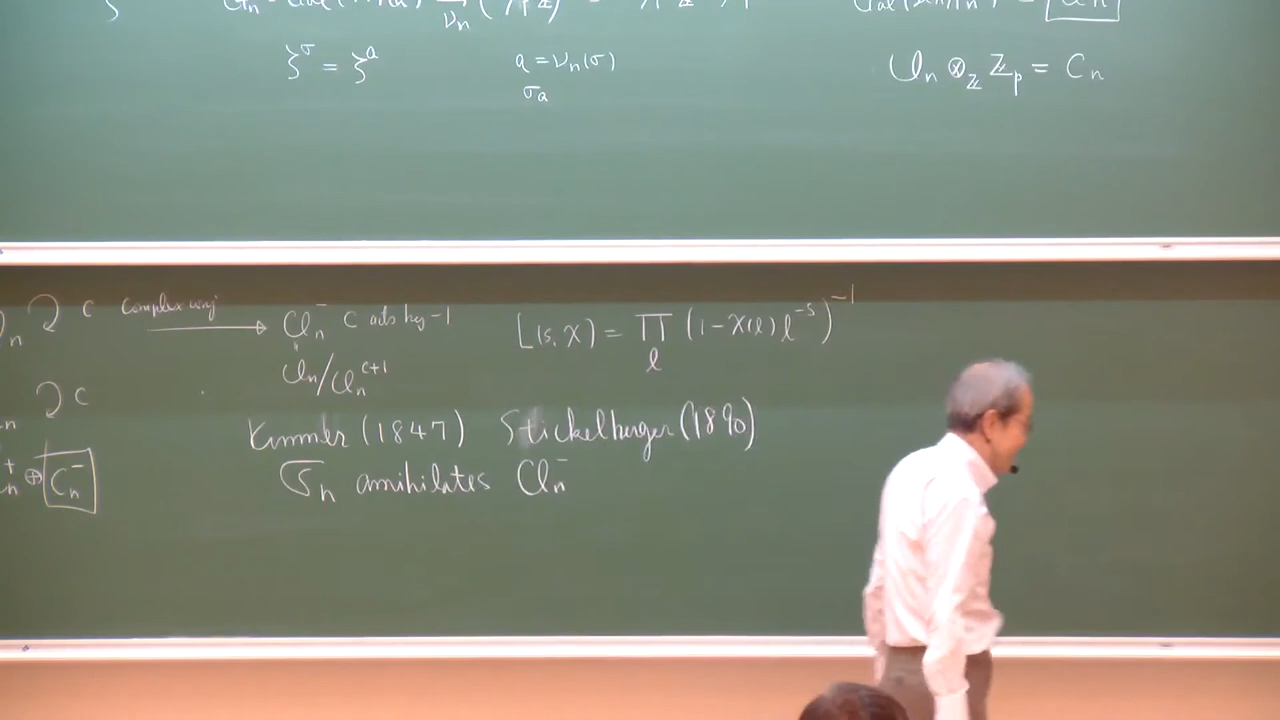 ζ^σ = ζ^a
a = ν_n(σ)
σ_a
Cl_n ⊗_ℤ ℤ_p = C_n
n ↻ c complex conj → Cl_n^- c acts by -1
Cl_n/Cl_n^{c+1}
L(s, χ) = ∏_l (1 - χ(l) l^{-s})^{-1}
n ↻ c
Kummer (1847) Stickelberger (1890)
⊕ C_n^-
σ_n annihilates Cl_n^-